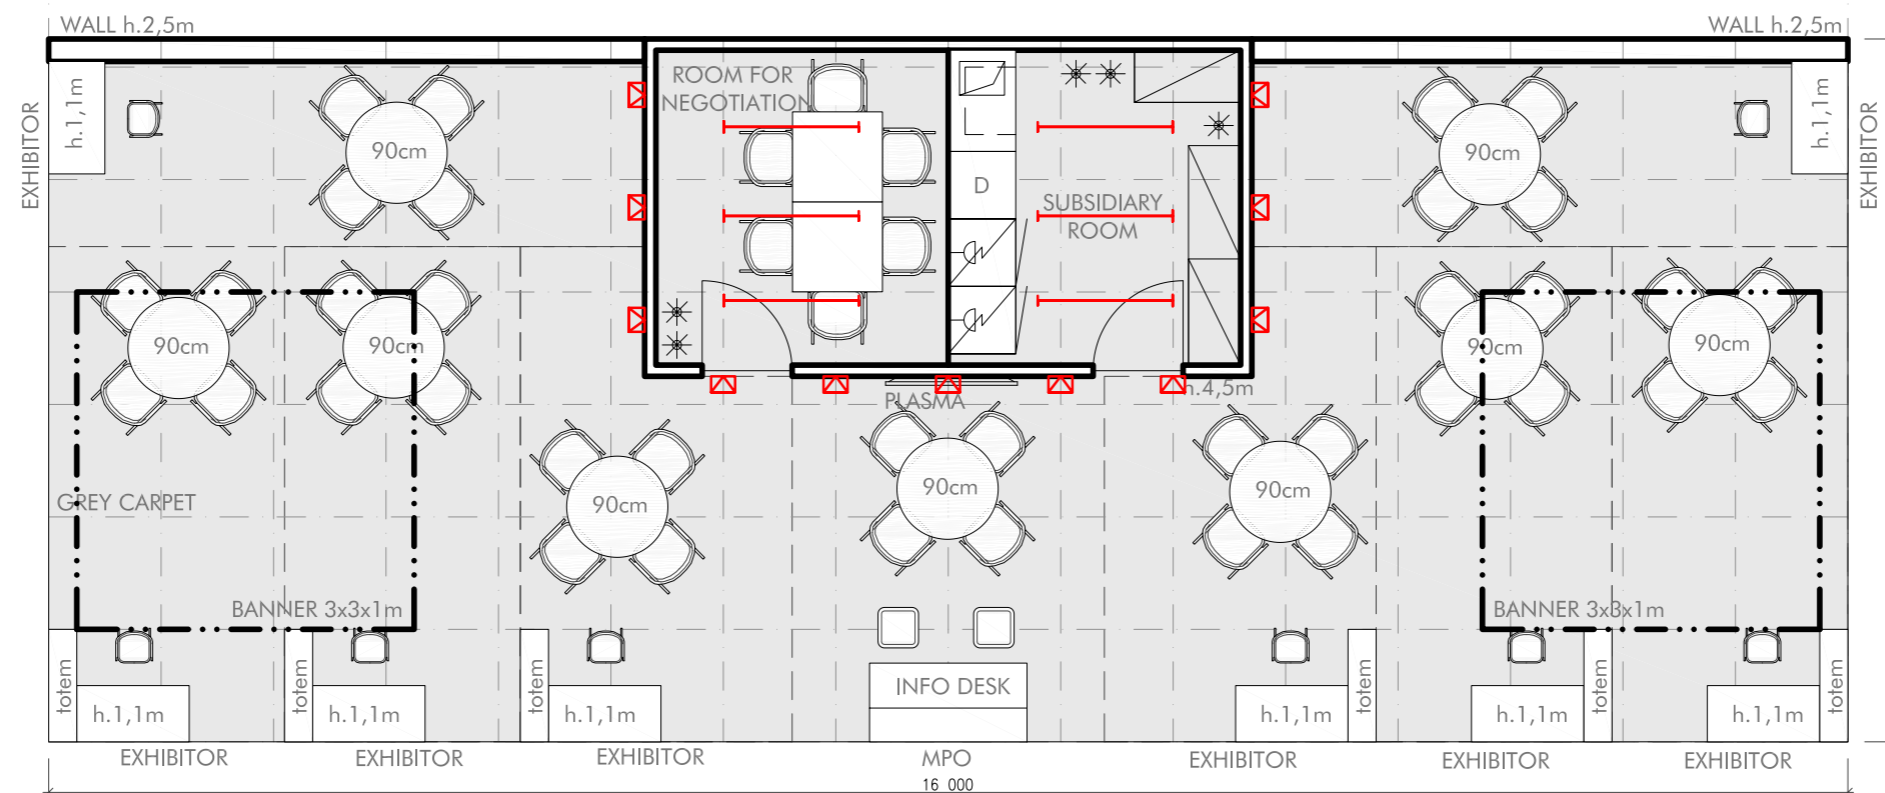 WALL h.2,5m
WALL h.2,5m
EXHIBITOR
h.1,1m
90cm
ROOM FOR
NEGOTIATION
D
SUBSIDIARY
ROOM
90cm
h.1,1m
EXHIBITOR
90cm
90cm
90cm
90cm
PLASMA
h.4,5m
GREY CARPET
90cm
90cm
90cm
BANNER 3x3x1m
BANNER 3x3x1m
totem
h.1,1m
totem
h.1,1m
totem
h.1,1m
INFO DESK
h.1,1m
totem
h.1,1m
totem
h.1,1m
totem
EXHIBITOR
EXHIBITOR
EXHIBITOR
MPO
EXHIBITOR
EXHIBITOR
EXHIBITOR
16 000